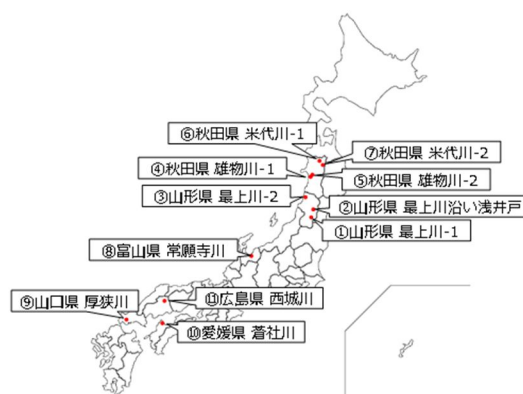 ⑥秋田県 米代川-1
⑦秋田県 米代川-2
④秋田県 雄物川-1
⑤秋田県 雄物川-2
③山形県 最上川-2
②山形県 最上川沿い浅井戸
①山形県 最上川-1
⑧富山県 常願寺川
⑨山口県 厚狭川
⑪広島県 西城川
⑩愛媛県 蒼社川